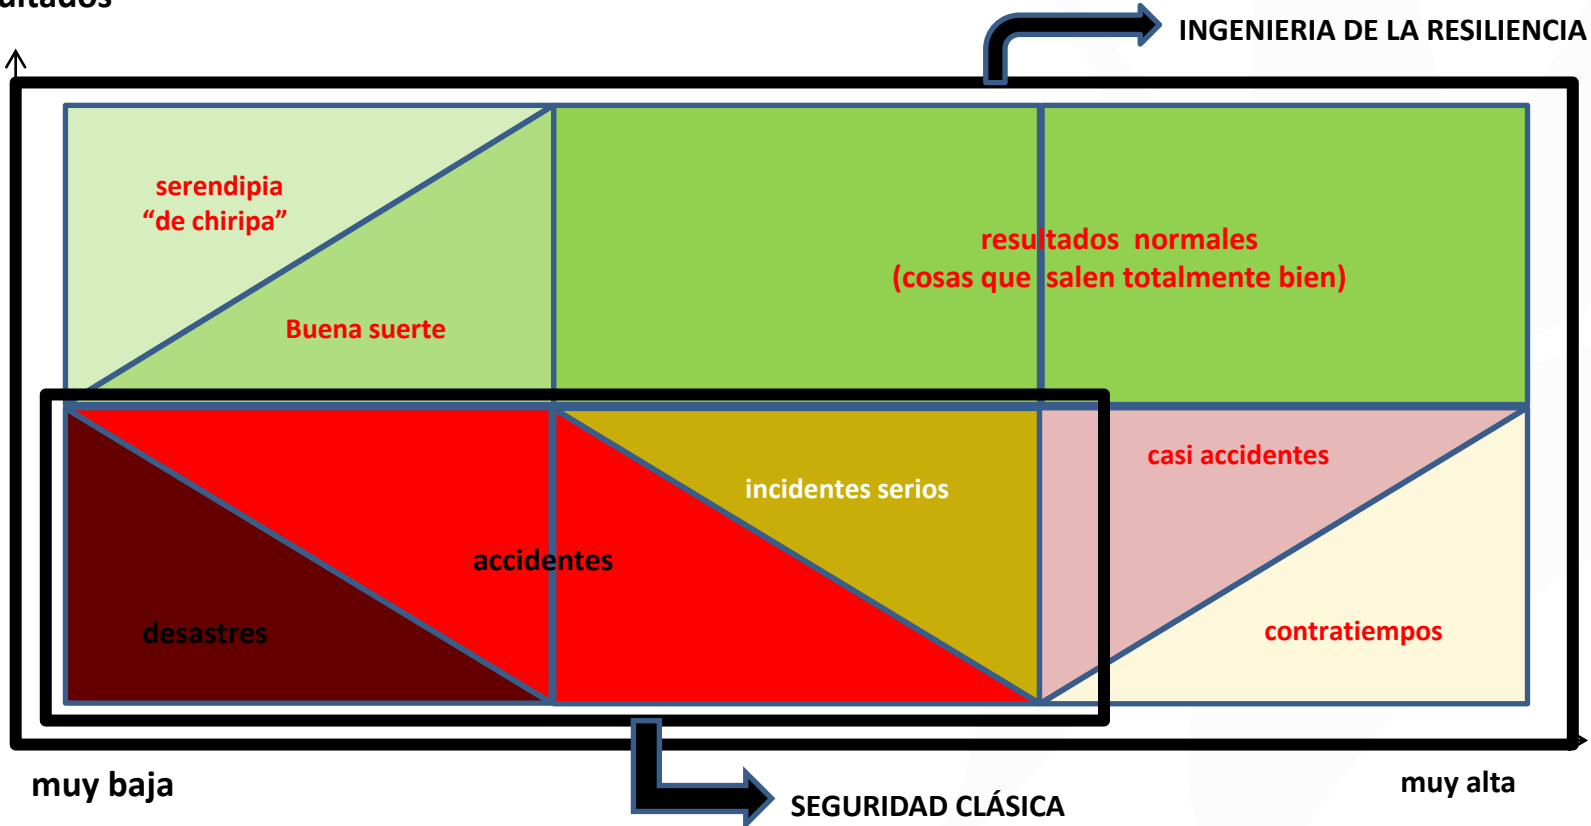 INGENIERIA DE LA RESILIENCIA
serendipia
“de chiripa”
resultados normales
(cosas que salen totalmente bien)
Buena suerte
casi accidentes
incidentes serios
accidentes
desastres
contratiempos
muy baja
muy alta
SEGURIDAD CLÁSICA